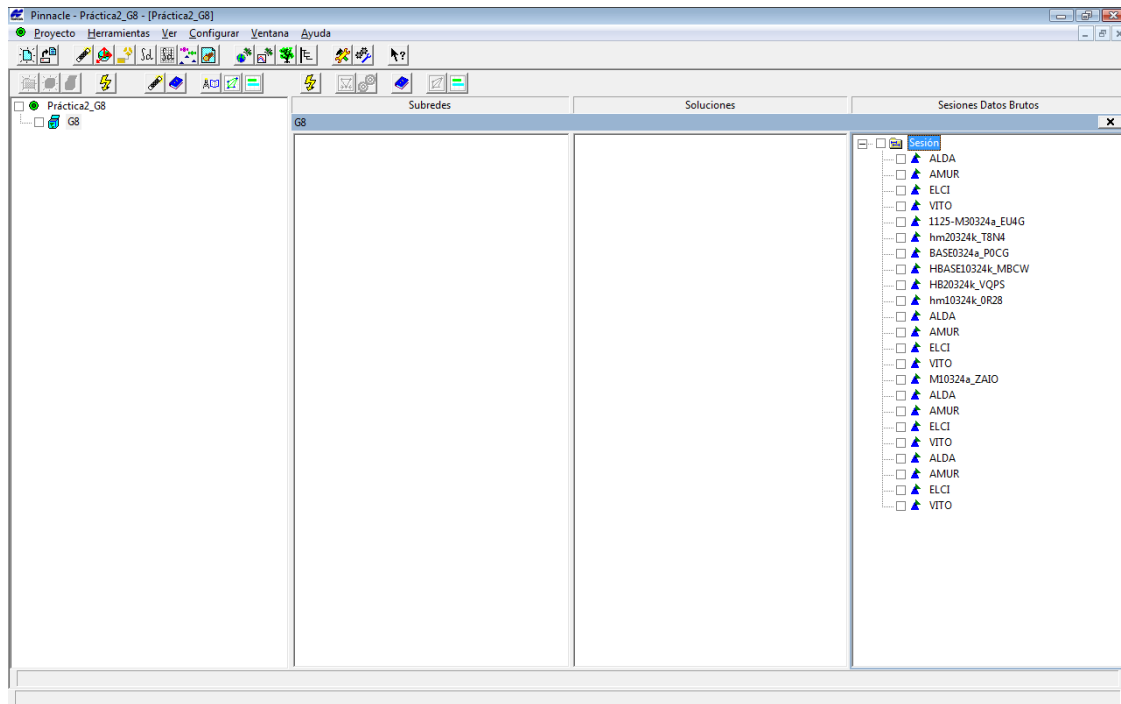 Pinnacle - Práctica2_G8 - [Práctica2_G8]
Proyecto Herramientas Ver Configurar Ventana Ayuda
Práctica2_G8
G8
Subredes Soluciones Sesiones Datos Brutos
G8
Sesión
ALDA
AMUR
ELCI
VITO
1125-M30324a_EU4G
hm20324k_T8N4
BASE0324a_P0CG
HBASE10324k_MBCW
HB20324k_VQPS
hm10324k_0R28
ALDA
AMUR
ELCI
VITO
M10324a_ZAIO
ALDA
AMUR
ELCI
VITO
ALDA
AMUR
ELCI
VITO